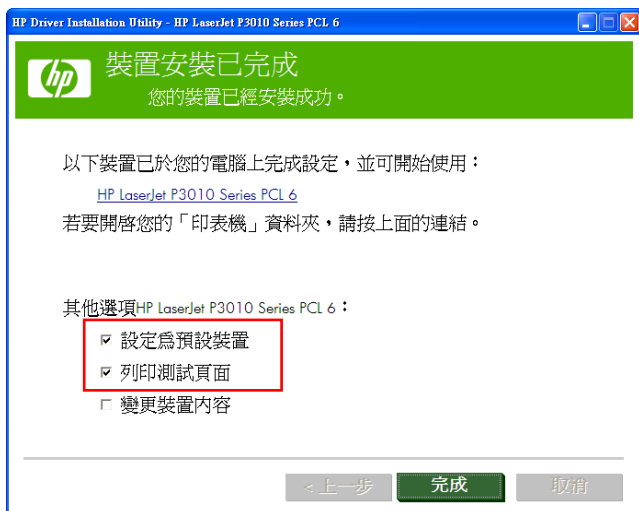 HP Driver Installation Utility - HP LaserJet P3010 Series PCL 6
hp
裝置安裝已完成
您的裝置已經安裝成功。
以下裝置已於您的電腦上完成設定，並可開始使用：
HP LaserJet P3010 Series PCL 6
若要開啟您的「印表機」資料夾，請按上面的連結。
其他選項HP LaserJet P3010 Series PCL 6：
設定為預設裝置
列印測試頁面
變更裝置內容
<上一步 完成 取消